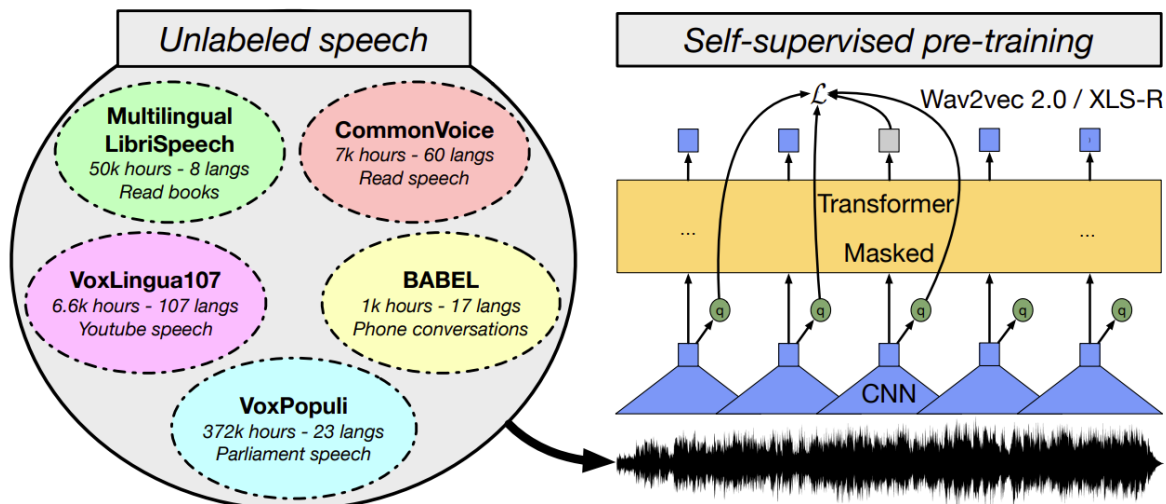 Unlabeled speech
Multilingual
LibriSpeech
50k hours - 8 langs
Read books
CommonVoice
7k hours - 60 langs
Read speech
VoxLingua107
6.6k hours - 107 langs
Youtube speech
BABEL
1k hours - 17 langs
Phone conversations
VoxPopuli
372k hours - 23 langs
Parliament speech
Self-supervised pre-training
ℒ
Wav2vec 2.0 / XLS-R
Transformer
... ...
Masked
q q q q q
CNN